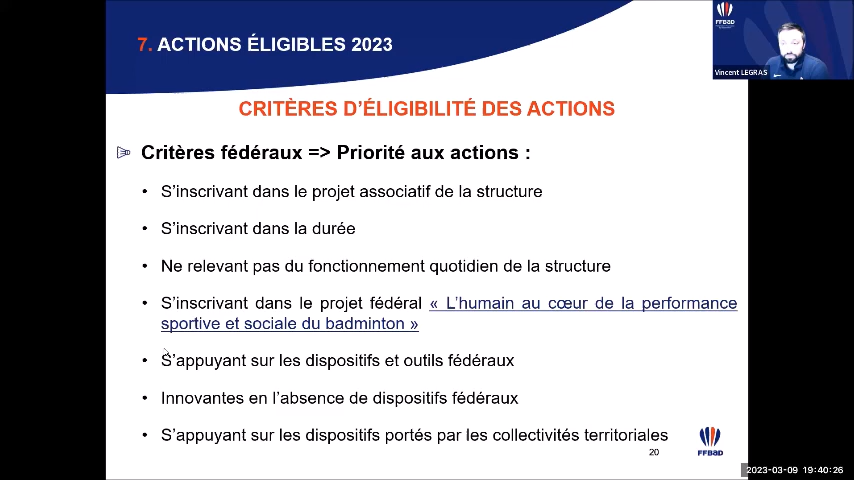 7. ACTIONS ÉLIGIBLES 2023
FFBaD
Vincent LEGRAS
CRITÈRES D'ÉLIGIBILITÉ DES ACTIONS
Critères fédéraux => Priorité aux actions :
• S'inscrivant dans le projet associatif de la structure
• S'inscrivant dans la durée
• Ne relevant pas du fonctionnement quotidien de la structure
• S'inscrivant dans le projet fédéral « L'humain au cœur de la performance
sportive et sociale du badminton »
• S'appuyant sur les dispositifs et outils fédéraux
• Innovantes en l'absence de dispositifs fédéraux
• S'appuyant sur les dispositifs portés par les collectivités territoriales
20
FFBaD
2023-03-09 19:40:26